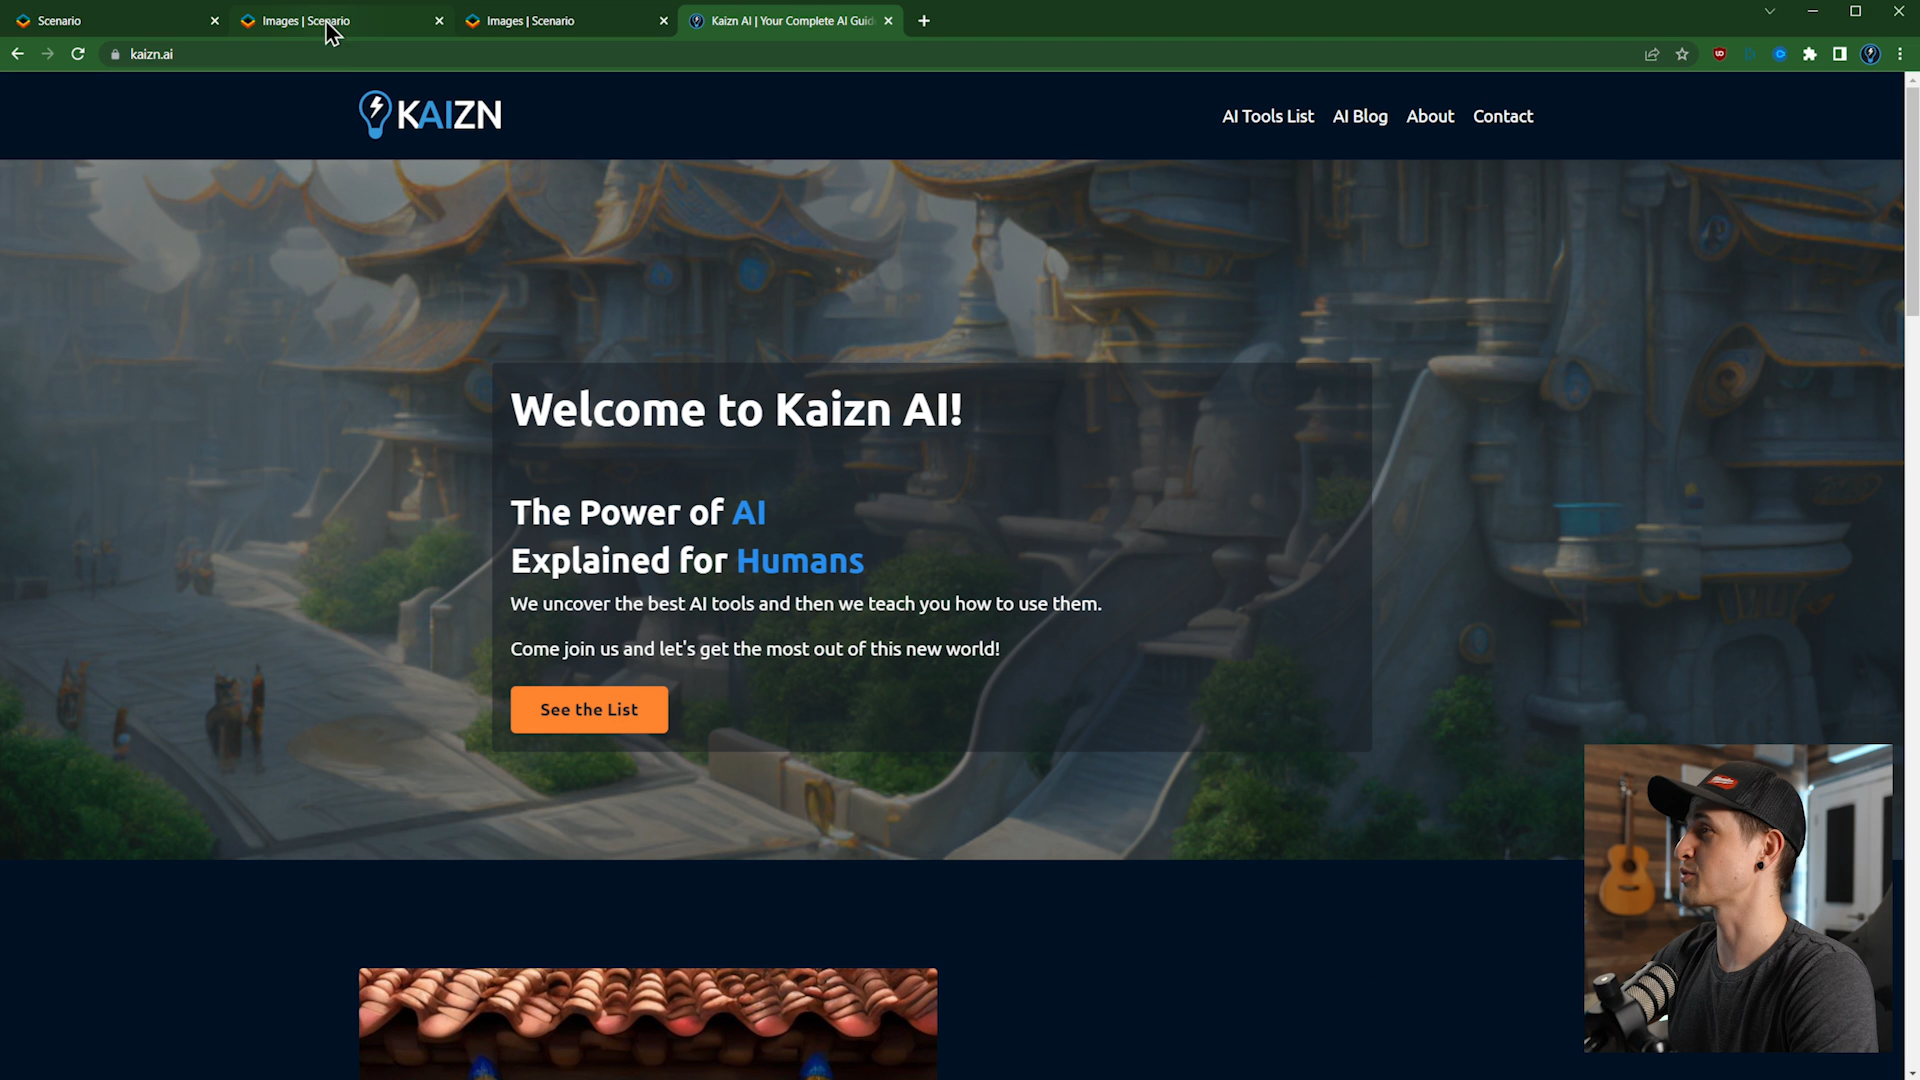 Scenario
Images | Scenario
Images | Scenario
Kaizn AI | Your Complete AI Guid
kaizn.ai
KAIZN
AI Tools List
AI Blog
About
Contact
Welcome to Kaizn AI!
The Power of AI
Explained for Humans
We uncover the best AI tools and then we teach you how to use them.
Come join us and let's get the most out of this new world!
See the List